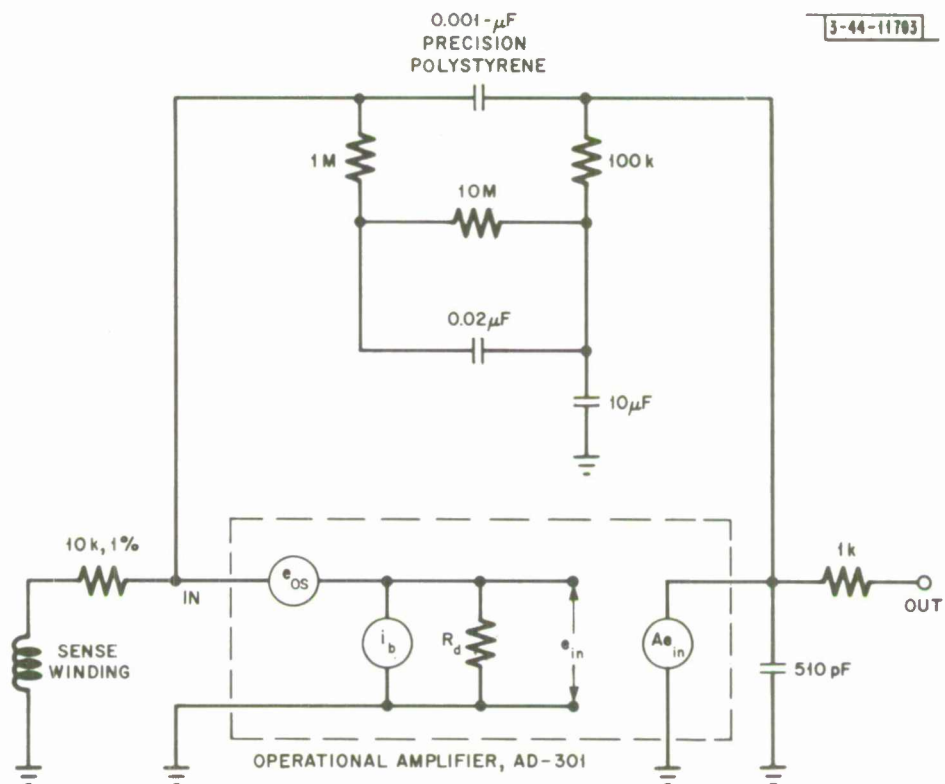 0.001-μF
PRECISION
POLYSTYRENE
3-44-11703
1M
100k
10M
0.02μF
10μF
10k, 1%
IN
e_os
i_b
R_d
e_in
Ae_in
1k
OUT
SENSE
WINDING
510 pF
OPERATIONAL AMPLIFIER, AD-301